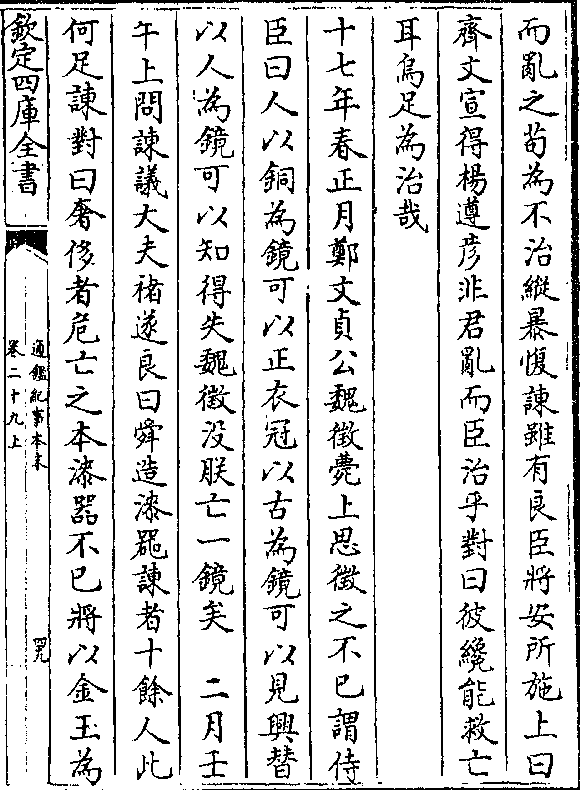 而亂之苟為不治縱暴愎諫雖有良臣將安所施上曰
齊文宣得楊遵彦非君亂而臣治乎對曰彼纔能救亡
耳烏足為治哉
十七年春正月鄭文貞公魏徵薨上思徵之不已謂侍
臣曰人以銅為鏡可以正衣冠以古為鏡可以見興替
以人為鏡可以知得失魏徵没朕亡一鏡矣　二月壬
午上問諫議大夫褚遂良曰舜造漆器諫者十餘人此
何足諫對曰奢侈者危亡之本漆器不已將以金玉為
欽定四庫全書
通鑑紀事本末
卷二十九上
四九